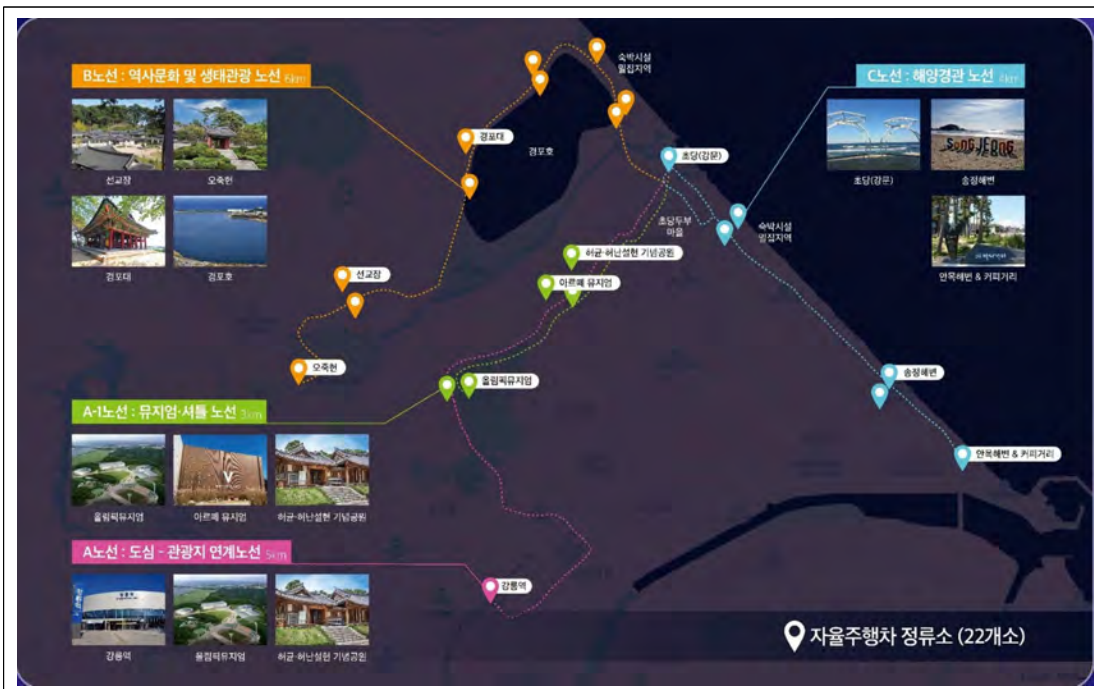 B노선 : 역사문화 및 생태관광 노선 6km
선교장
오죽헌
경포대
경포호
숙박시설
밀집지역
경포대
경포호
선교장
오죽헌
C노선 : 해양경관 노선 4km
초당(강문)
송정해변
SONGJEONG
안목해변 & 커피거리
초당(강문)
초당두부
마을
숙박시설
밀집지역
허균·허난설헌 기념공원
아르떼 뮤지엄
올림픽뮤지엄
송정해변
안목해변 & 커피거리
A-1노선 : 뮤지엄·셔틀 노선 3km
올림픽뮤지엄
아르떼 뮤지엄
허균·허난설헌 기념공원
A노선 : 도심 - 관광지 연계노선 5km
강릉역
올림픽뮤지엄
허균·허난설헌 기념공원
강릉역
자율주행차 정류소 (22개소)